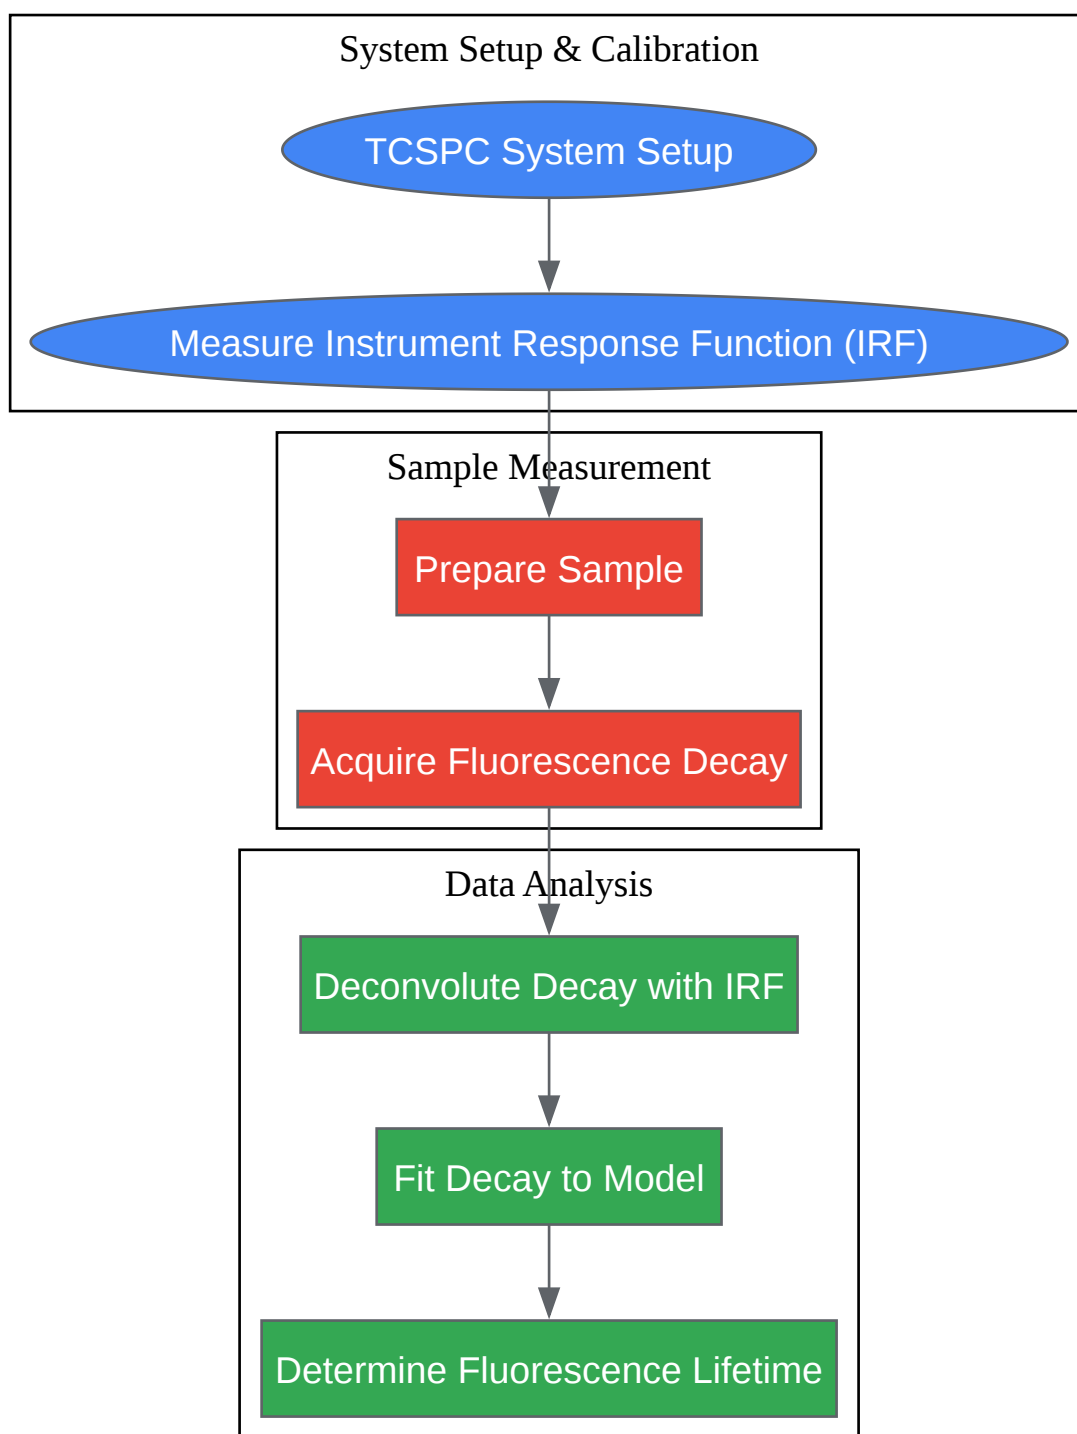 System Setup & Calibration
TCSPC System Setup
Measure Instrument Response Function (IRF)
Sample Measurement
Prepare Sample
Acquire Fluorescence Decay
Data Analysis
Deconvolute Decay with IRF
Fit Decay to Model
Determine Fluorescence Lifetime